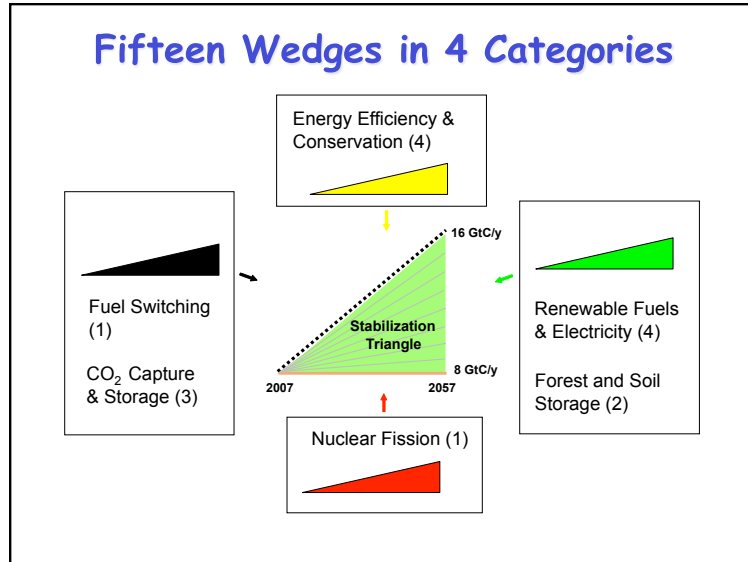 Fifteen Wedges in 4 Categories
Energy Efficiency &
Conservation (4)
Fuel Switching
(1)
CO₂ Capture
& Storage (3)
16 GtC/y
Stabilization
Triangle
8 GtC/y
2007
2057
Renewable Fuels
& Electricity (4)
Forest and Soil
Storage (2)
Nuclear Fission (1)